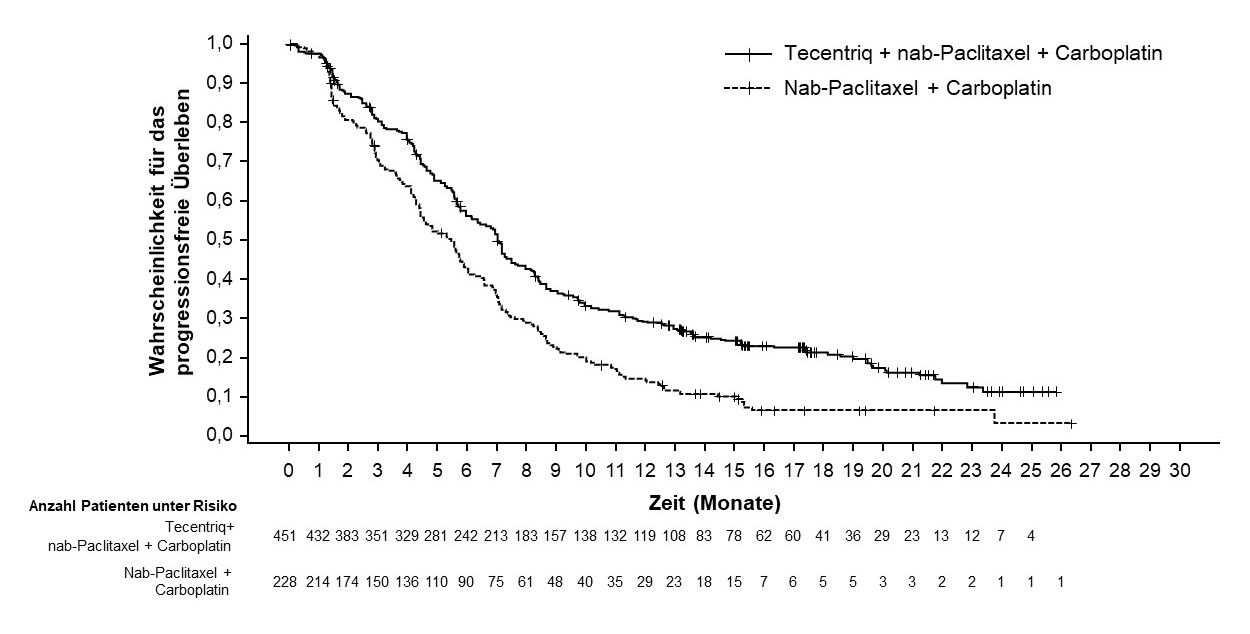 Tecentriq + nab-Paclitaxel + Carboplatin
Nab-Paclitaxel + Carboplatin
Wahrscheinlichkeit für das
progressionsfreie Überleben
1,0
0,9
0,8
0,7
0,6
0,5
0,4
0,3
0,2
0,1
0,0
0 1 2 3 4 5 6 7 8 9 10 11 12 13 14 15 16 17 18 19 20 21 22 23 24 25 26 27 28 29 30
Zeit (Monate)
Anzahl Patienten unter Risiko
Tecentriq+
nab-Paclitaxel + Carboplatin
451 432 383 351 329 281 242 213 183 157 138 132 119 108 83 78 62 60 41 36 29 23 13 12 7 4
Nab-Paclitaxel +
Carboplatin
228 214 174 150 136 110 90 75 61 48 40 35 29 23 18 15 7 6 5 5 3 3 2 2 1 1 1